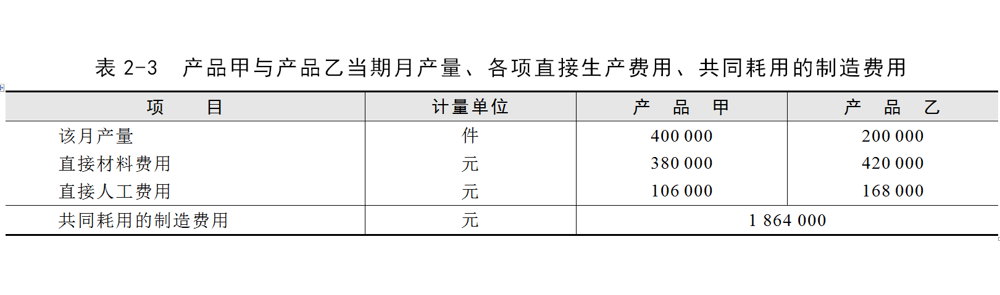 表 2-3 产品甲与产品乙当期月产量、各项直接生产费用、共同耗用的制造费用
项 目 计量单位 产 品 甲 产 品 乙
该月产量 件 400 000 200 000
直接材料费用 元 380 000 420 000
直接人工费用 元 106 000 168 000
共同耗用的制造费用 元 1 864 000